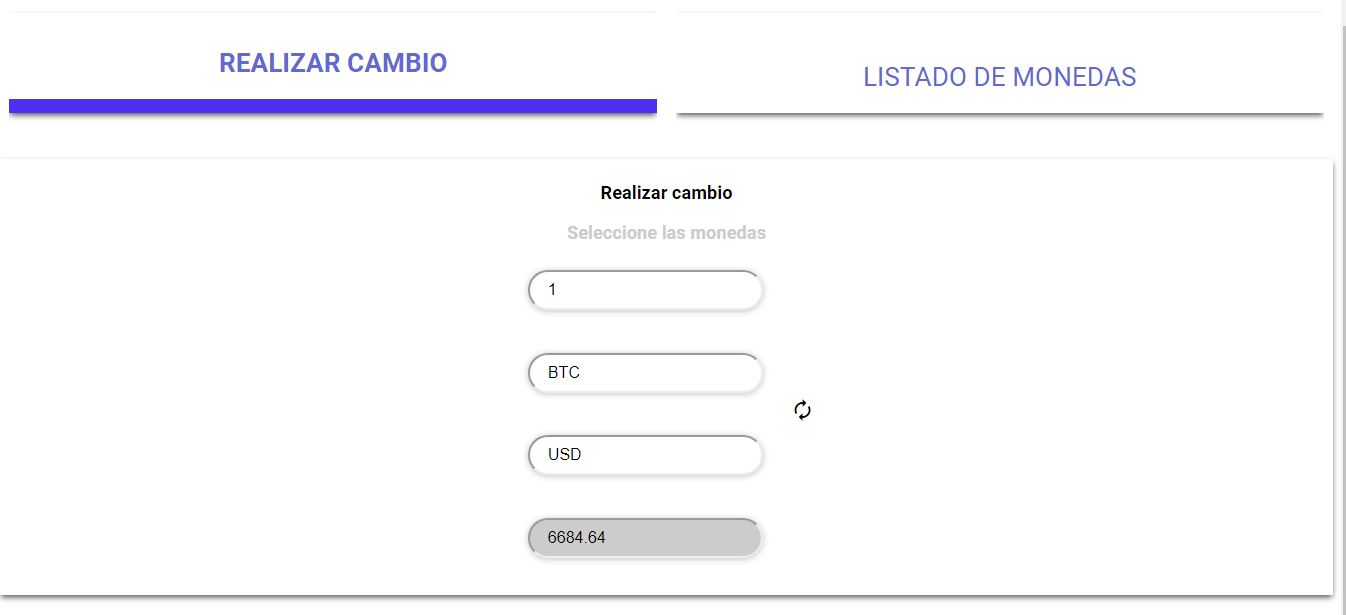 REALIZAR CAMBIO
LISTADO DE MONEDAS
Realizar cambio
Seleccione las monedas
1
BTC
USD
6684.64